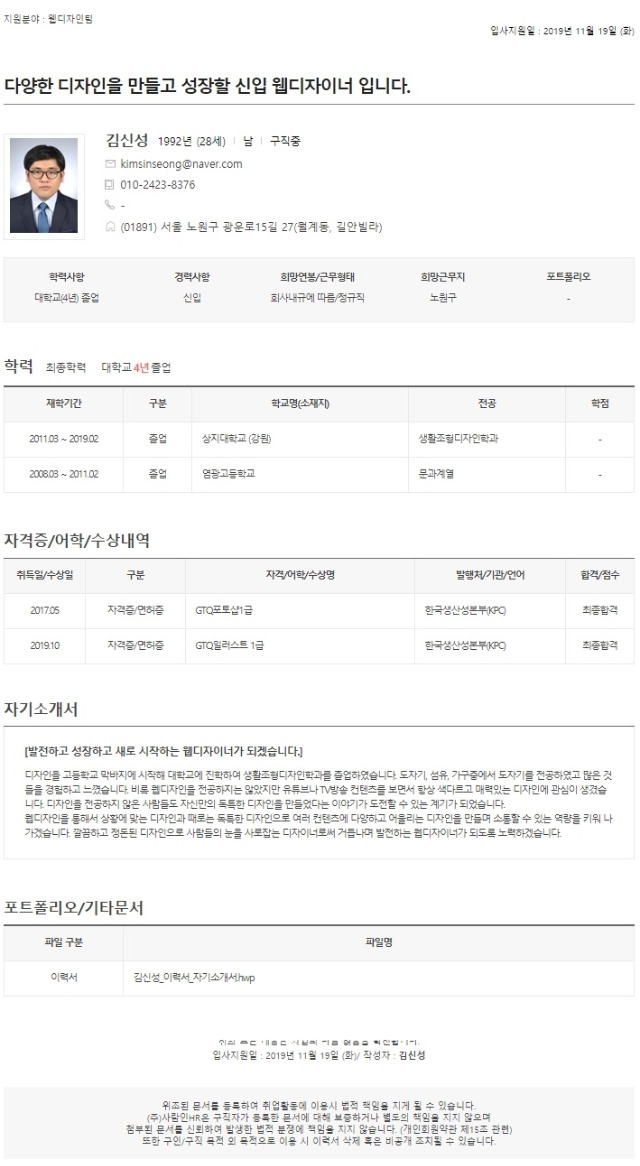 지원분야 : 웹디자인팀
입사지원일 : 2019년 11월 19일 (화)
다양한 디자인을 만들고 성장할 신입 웹디자이너 입니다.
김신성 1992년 (28세) | 남 | 구직중
kimsinseong@naver.com
010-2423-8376
-
(01891) 서울 노원구 광운로15길 27(월계동, 길안빌라)
학력사항 경력사항 희망연봉/근무형태 희망근무지 포트폴리오
대학교(4년) 졸업 신입 회사내규에 따름/정규직 노원구 -
학력 최종학력 대학교 4년 졸업
재학기간 구분 학교명(소재지) 전공 학점
2011.03 ~ 2019.02 졸업 상지대학교 (강원) 생활조형디자인학과 -
2008.03 ~ 2011.02 졸업 염광고등학교 문과계열 -
자격증/어학/수상내역
취득일/수상일 구분 자격/어학/수상명 발행처/기관/언어 합격/점수
2017.05 자격증/면허증 GTQ포토샵1급 한국생산성본부(KPC) 최종합격
2019.10 자격증/면허증 GTQ일러스트 1급 한국생산성본부(KPC) 최종합격
자기소개서
[발전하고 성장하고 새로 시작하는 웹디자이너가 되겠습니다.]
디자인을 고등학교 막바지에 시작해 대학교에 진학하여 생활조형디자인학과를 졸업하였습니다. 도자기, 섬유, 가구중에서 도자기를 전공하였고 많은 것
들을 경험하고 느꼈습니다. 비록 웹디자인을 전공하지는 않았지만 유튜브나 TV방송 컨텐츠를 보면서 항상 색다르고 매력있는 디자인에 관심이 생겼습
니다. 디자인을 전공하지 않은 사람들도 자신만의 독특한 디자인을 만들었다는 이야기가 도전할 수 있는 계기가 되었습니다.
웹디자인을 통해서 상황에 맞는 디자인과 때로는 독특한 디자인으로 여러 컨텐츠에 다양하고 어울리는 디자인을 만들며 소통할 수 있는 역량을 키워 나
가겠습니다. 깔끔하고 정돈된 디자인으로 사람들의 눈을 사로잡는 디자이너로써 거듭나며 발전하는 웹디자이너가 되도록 노력하겠습니다.
포트폴리오/기타문서
파일 구분 파일명
이력서 김신성_이력서_자기소개서.hwp
입사지원일 : 2019년 11월 19일 (화)/ 작성자 : 김신성
위조된 문서를 등록하여 취업활동에 이용시 법적 책임을 지게 될 수 있습니다.
(주)사람인HR은 구직자가 등록한 문서에 대해 보증하거나 별도의 책임을 지지 않으며
첨부된 문서를 신뢰하여 발생한 법적 분쟁에 책임을 지지 않습니다. (개인회원약관 제15조 관련)
또한 구인/구직 목적 외 목적으로 이용 시 이력서 삭제 혹은 비공개 조치될 수 있습니다.